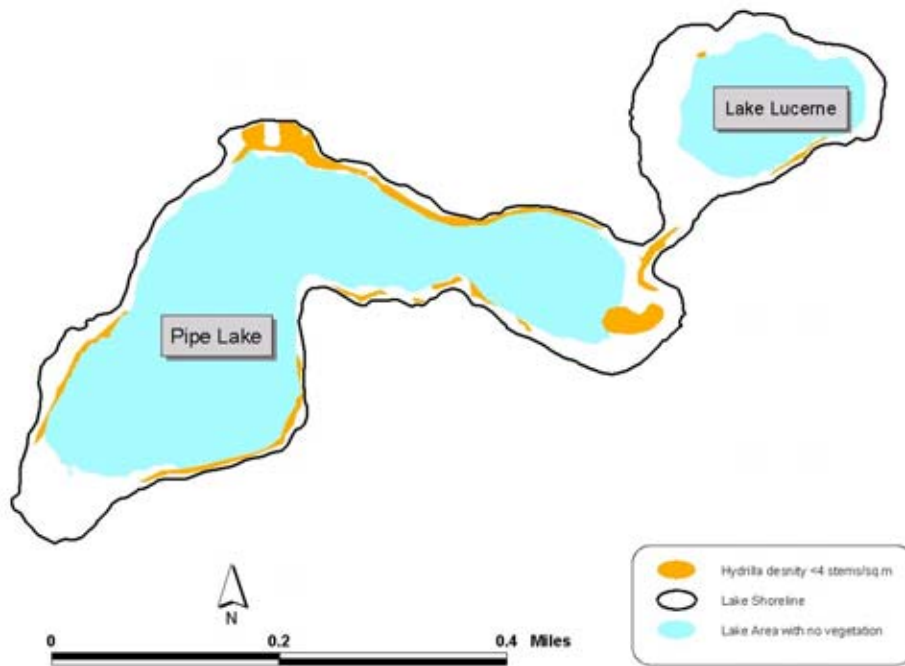 Lake Lucerne
Pipe Lake
N
0 0.2 0.4 Miles
Hydrilla desnity <4 stems/sq.m
Lake Shoreline
Lake Area with no vegetation